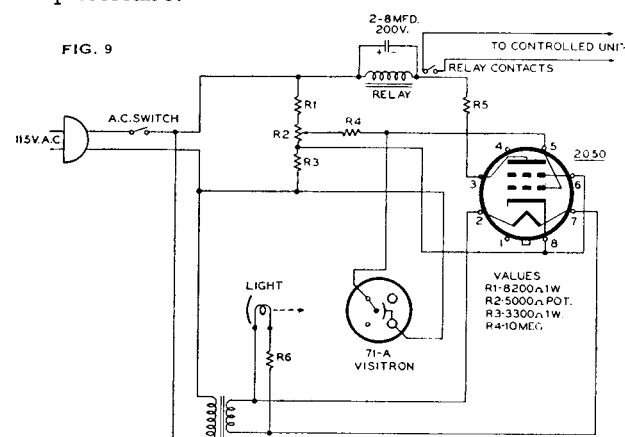 FIG. 9
2-8MFD.
200V.
+ -
TO CONTROLLED UNIT
RELAY CONTACTS
RELAY
A.C. SWITCH
115V. A.C
R1
R2
R3
R4
R5
2050
4
5
3
6
2
7
1
8
LIGHT
R6
71-A
VISITRON
VALUES
R1-8200Ω1W
R2-5000Ω POT.
R3-3300Ω1W.
R4-10MEG